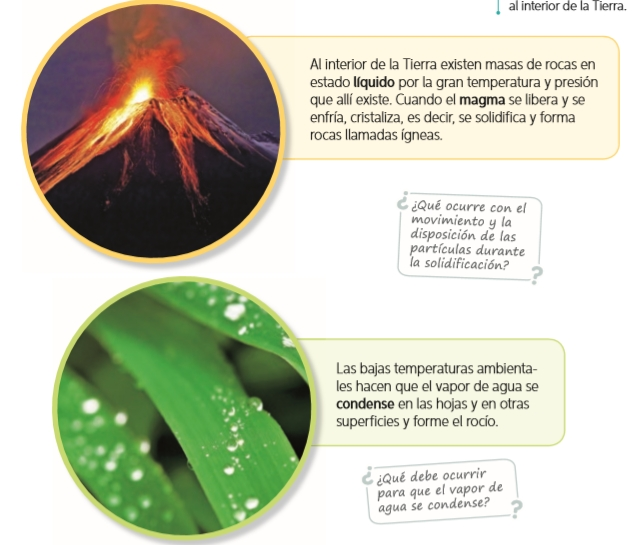 al interior de la Tierra.
Al interior de la Tierra existen masas de rocas en
estado líquido por la gran temperatura y presión
que allí existe. Cuando el magma se libera y se
enfría, cristaliza, es decir, se solidifica y forma
rocas llamadas ígneas.
¿Qué ocurre con el
movimiento y la
disposición de las
partículas durante
la solidificación?
Las bajas temperaturas ambienta-
les hacen que el vapor de agua se
condense en las hojas y en otras
superficies y forme el rocío.
¿Qué debe ocurrir
para que el vapor de
agua se condense?